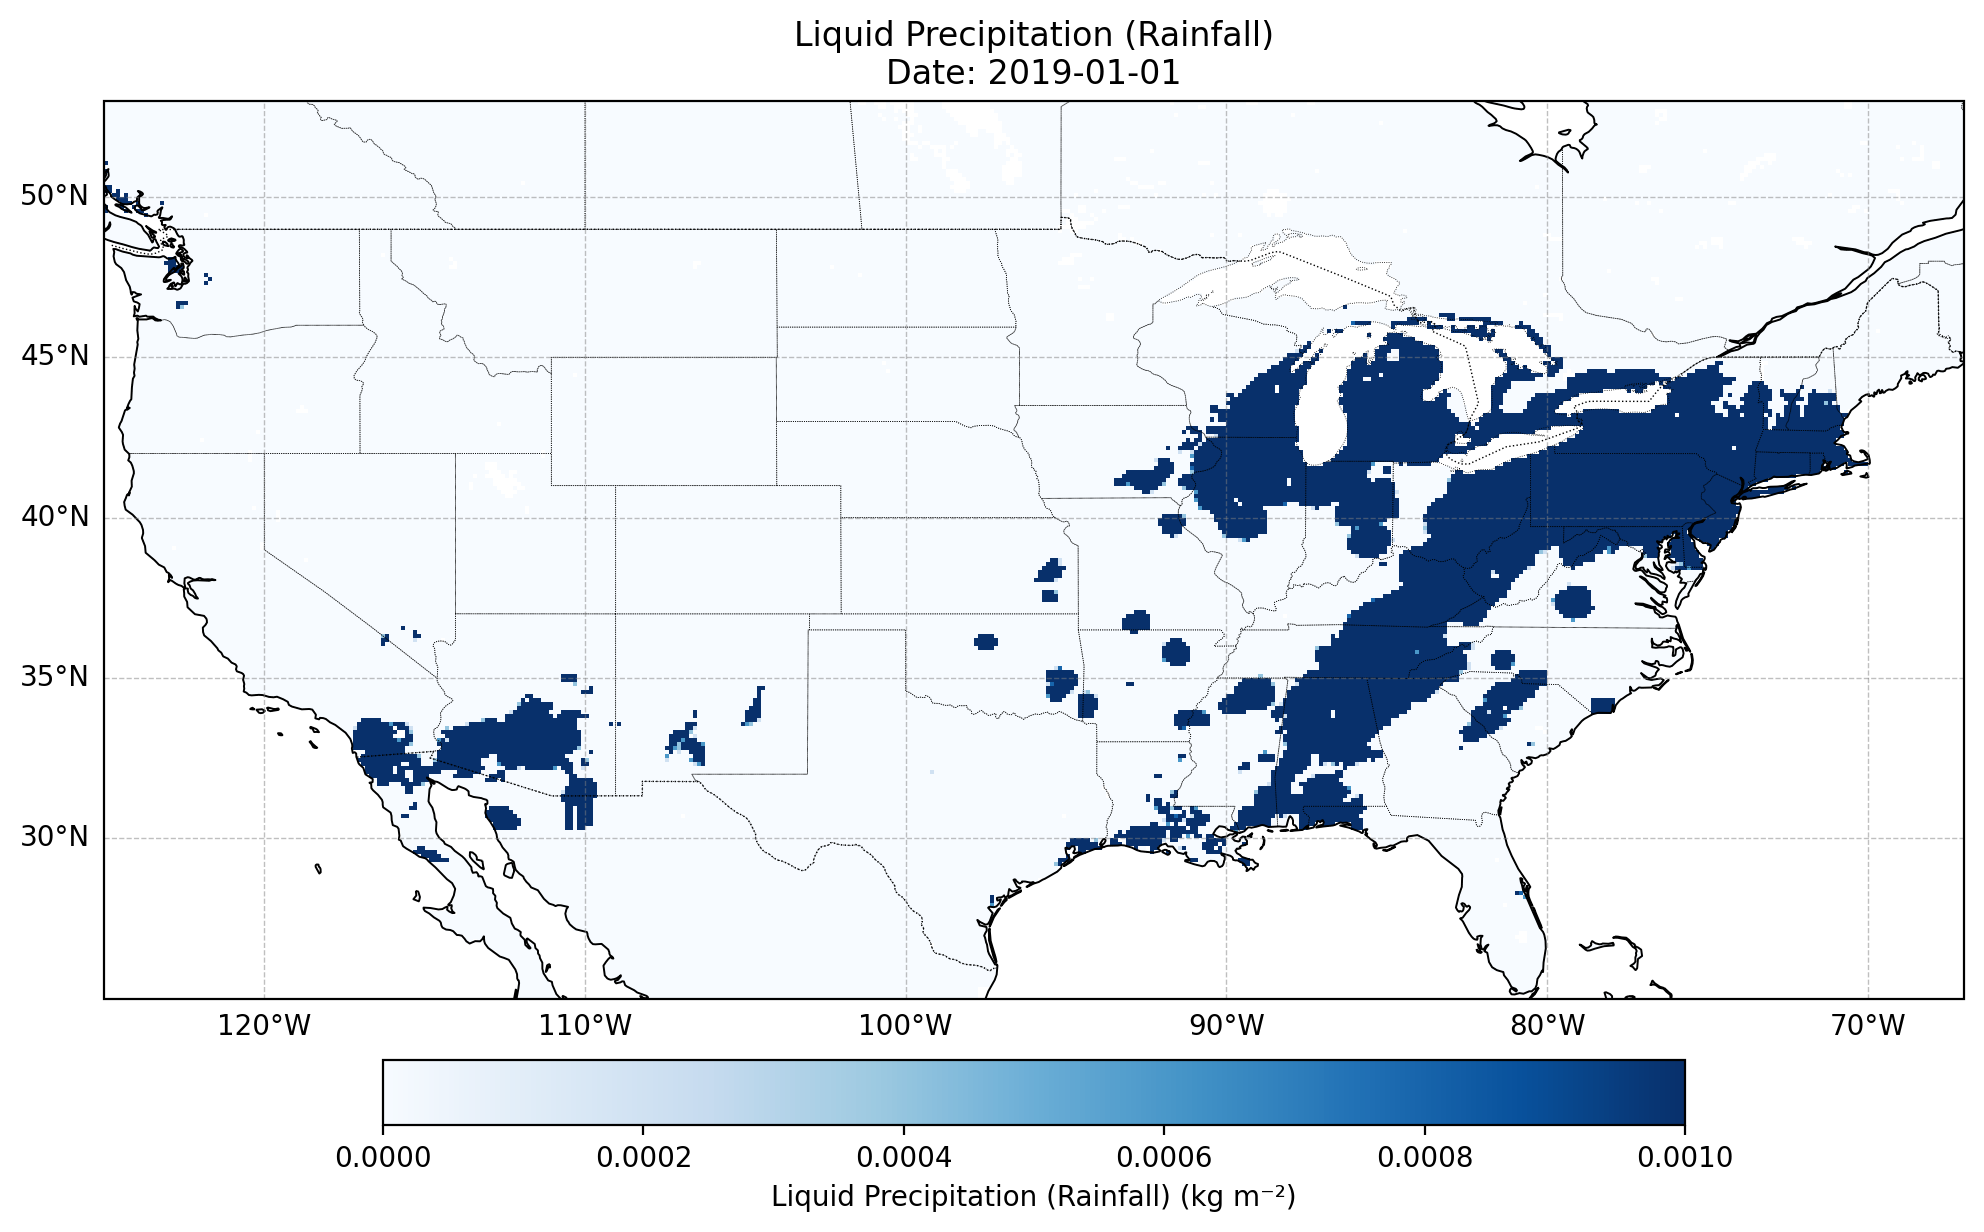 Liquid Precipitation (Rainfall)
Date: 2019-01-01
50°N
45°N
40°N
35°N
30°N
120°W 110°W 100°W 90°W 80°W 70°W
0.0000 0.0002 0.0004 0.0006 0.0008 0.0010
Liquid Precipitation (Rainfall) (kg m⁻²)